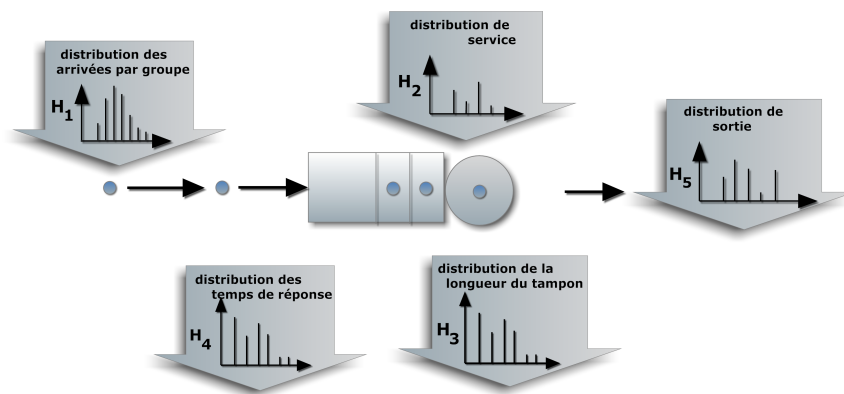 distribution des
arrivées par groupe
H1
distribution de
service
H2
distribution de
sortie
H5
distribution des
temps de réponse
H4
distribution de la
longueur du tampon
H3